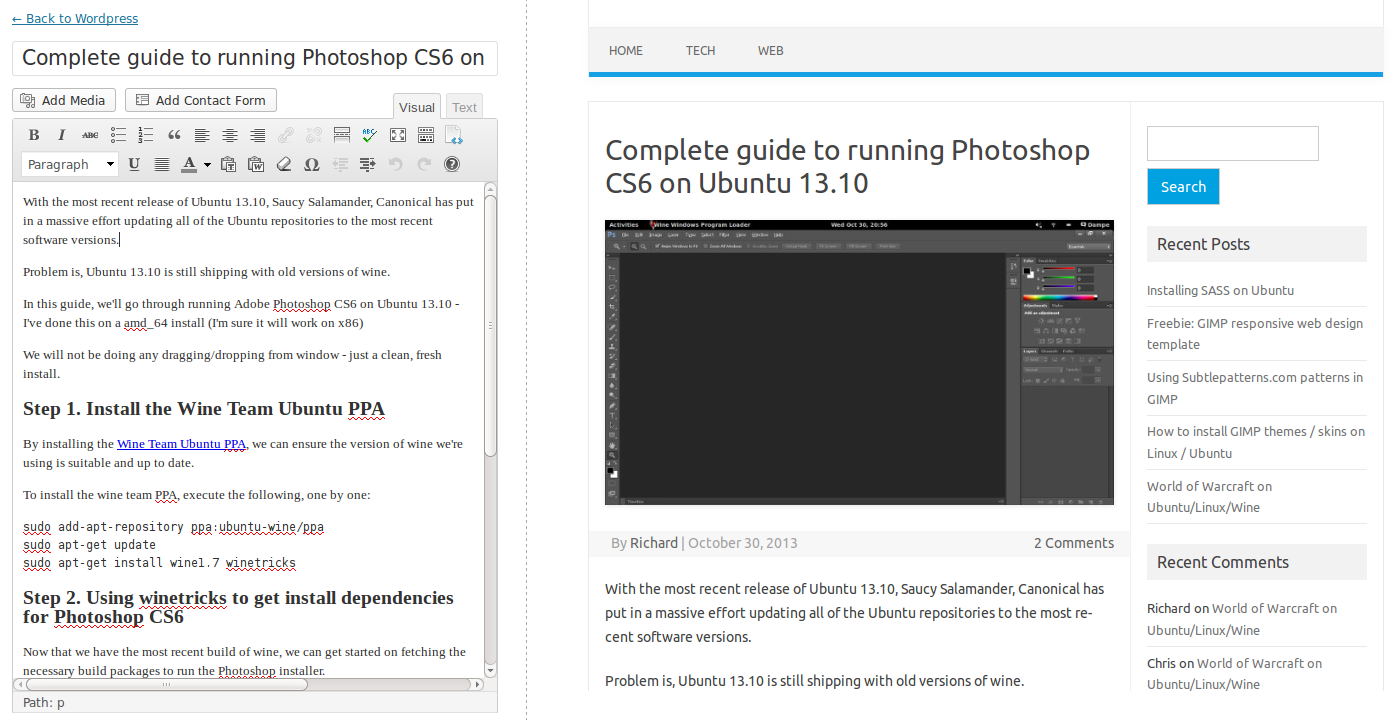 ← Back to Wordpress
Complete guide to running Photoshop CS6 on
Add Media
Add Contact Form
Visual
Text
B I ABC
ABC
Paragraph
U
A
Ω
With the most recent release of Ubuntu 13.10, Saucy Salamander, Canonical has put
in a massive effort updating all of the Ubuntu repositories to the most recent
software versions.
Problem is, Ubuntu 13.10 is still shipping with old versions of wine.
In this guide, we'll go through running Adobe Photoshop CS6 on Ubuntu 13.10 -
I've done this on a amd_64 install (I'm sure it will work on x86)
We will not be doing any dragging/dropping from window - just a clean, fresh
install.
Step 1. Install the Wine Team Ubuntu PPA
By installing the Wine Team Ubuntu PPA, we can ensure the version of wine we're
using is suitable and up to date.
To install the wine team PPA, execute the following, one by one:
sudo add-apt-repository ppa:ubuntu-wine/ppa
sudo apt-get update
sudo apt-get install wine1.7 winetricks
Step 2. Using winetricks to get install dependencies
for Photoshop CS6
Now that we have the most recent build of wine, we can get started on fetching the
necessary build packages to run the Photoshop installer.
Path: p
HOME
TECH
WEB
Complete guide to running Photoshop
CS6 on Ubuntu 13.10
Activities
Wine Windows Program Loader
Wed Oct 30, 20:56
Dampe
By Richard | October 30, 2013
2 Comments
With the most recent release of Ubuntu 13.10, Saucy Salamander, Canonical has
put in a massive effort updating all of the Ubuntu repositories to the most re-
cent software versions.
Problem is, Ubuntu 13.10 is still shipping with old versions of wine.
Search
Recent Posts
Installing SASS on Ubuntu
Freebie: GIMP responsive web design
template
Using Subtlepatterns.com patterns in
GIMP
How to install GIMP themes / skins on
Linux / Ubuntu
World of Warcraft on
Ubuntu/Linux/Wine
Recent Comments
Richard on World of Warcraft on
Ubuntu/Linux/Wine
Chris on World of Warcraft on
Ubuntu/Linux/Wine